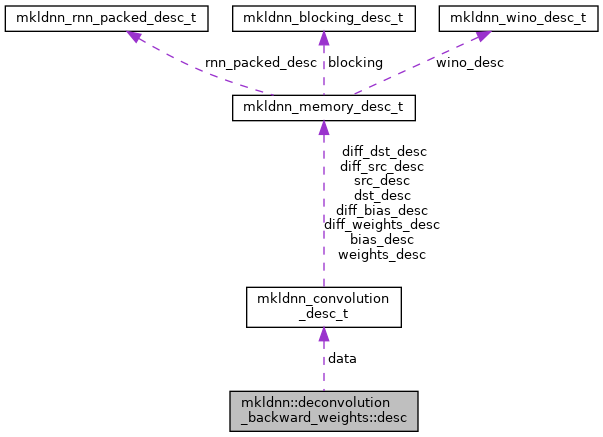 mkldnn_rnn_packed_desc_t
mkldnn_blocking_desc_t
mkldnn_wino_desc_t
rnn_packed_desc
blocking
wino_desc
mkldnn_memory_desc_t
diff_dst_desc
diff_src_desc
src_desc
dst_desc
diff_bias_desc
diff_weights_desc
bias_desc
weights_desc
mkldnn_convolution
_desc_t
data
mkldnn::deconvolution
_backward_weights::desc